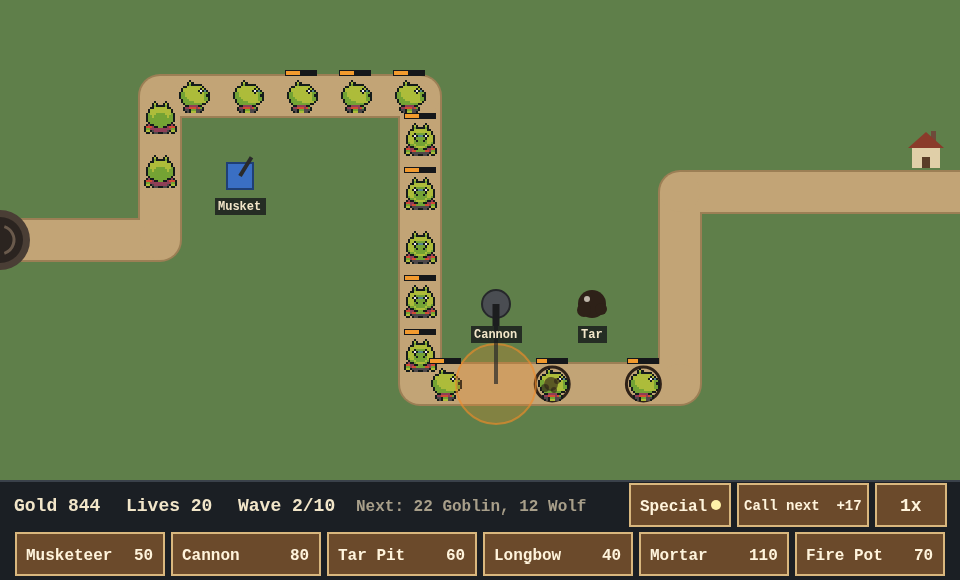 Musket
Cannon
Tar
Gold 844 Lives 20 Wave 2/10 Next: 22 Goblin, 12 Wolf Special Call next +17 1x
Musketeer 50 Cannon 80 Tar Pit 60 Longbow 40 Mortar 110 Fire Pot 70